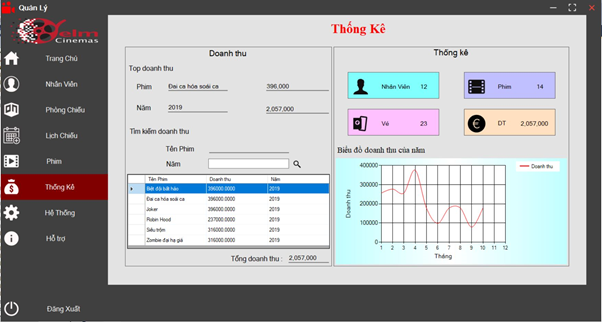 Quản Lý
Velm
Cinemas
Trang Chủ
Nhân Viên
Phòng Chiếu
Lịch Chiếu
Phim
Thống Kê
Hệ Thống
Hỗ trợ
Đăng Xuất
Thống Kê
Doanh thu
Top doanh thu
Phim Đại ca hóa soái ca 396,000
Năm 2019 2,057,000
Tìm kiếm doanh thu
Tên Phim
Năm
Tên Phim Doanh thu Năm
Biệt đội bất hảo 396000.0000 2019
Đại ca hóa soái ca 396000.0000 2019
Joker 396000.0000 2019
Robin Hood 237000.0000 2019
Siêu trộm 316000.0000 2019
Zombie đại hạ giá 316000.0000 2019
Tổng doanh thu : 2,057,000
Thống kê
Nhân Viên 12
Phim 14
Vé 23
DT 2,057,000
Biểu đồ doanh thu của năm
Doanh thu
400000
300000
200000
100000
0
1 2 3 4 5 6 7 8 9 10 11 12
Doanh thu
Tháng